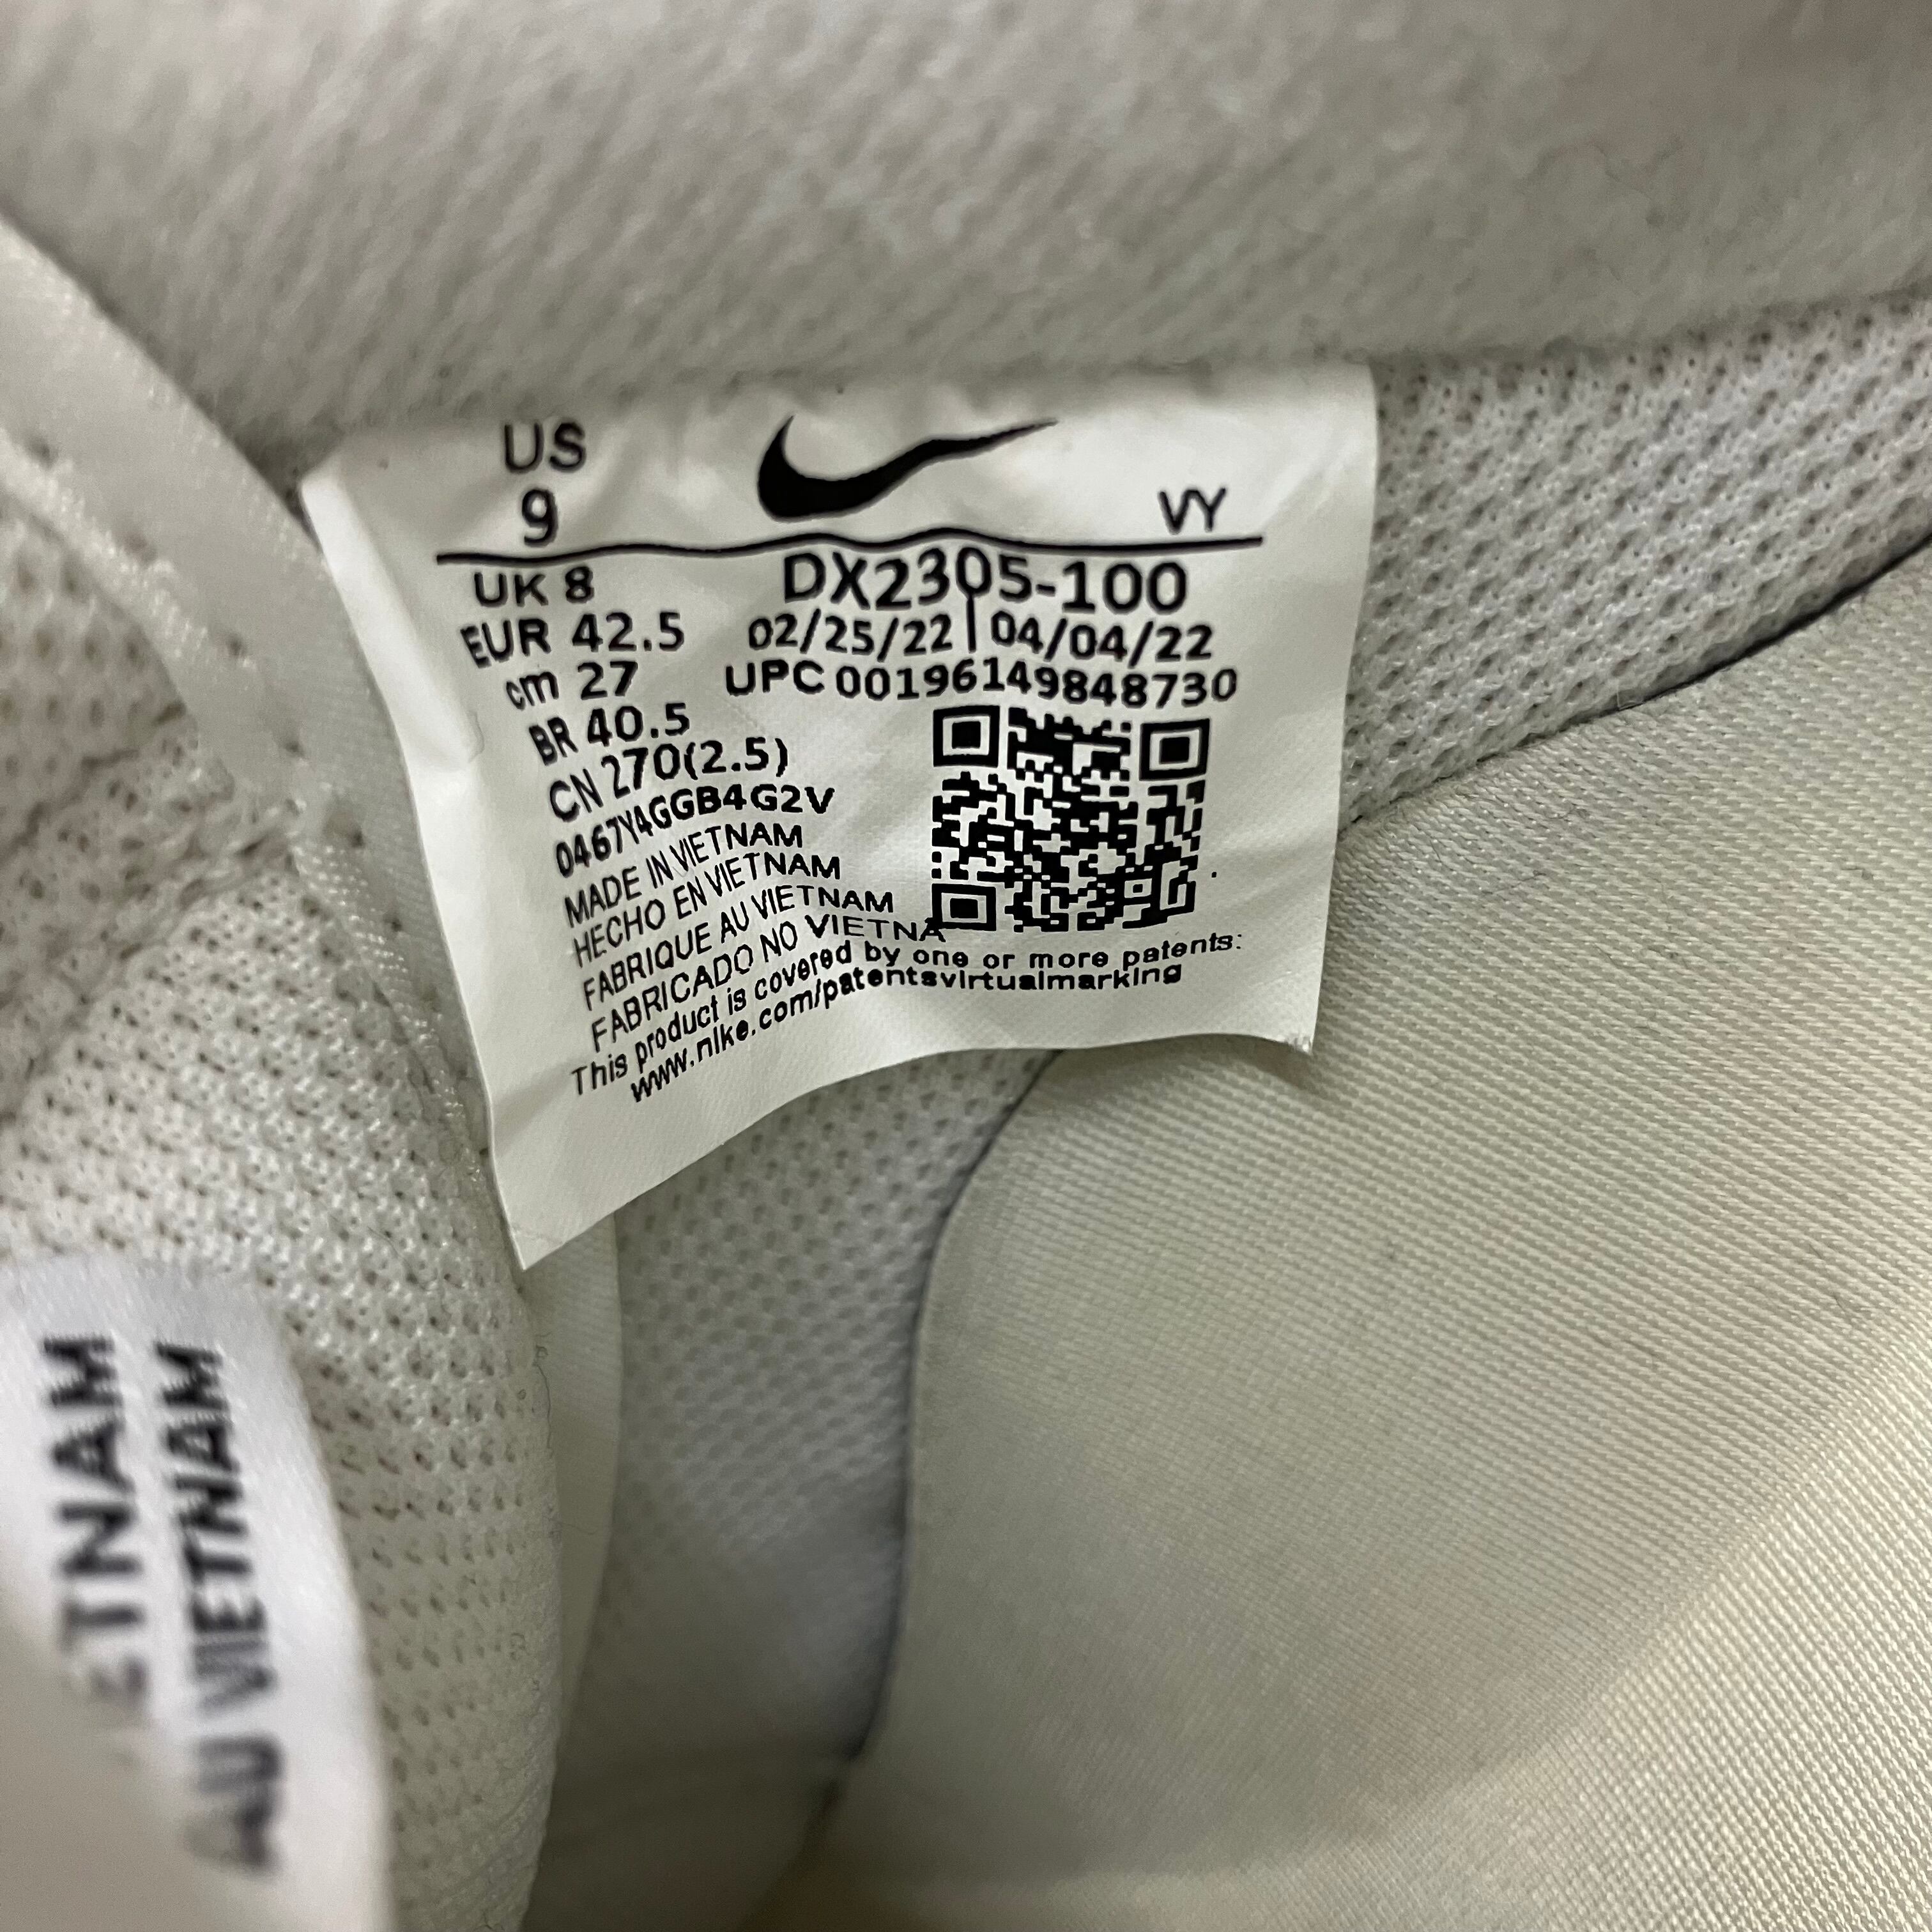 US
9
VY
UK 8
DX2305-100
EUR 42.5
02/25/22 | 04/04/22
cm 27
UPC 00196149848730
BR 40.5
CN 270(2.5)
0467Y4GGB4G2V
MADE IN VIETNAM
HECHO EN VIETNAM
FABRIQUE AU VIETNAM
FABRICADO NO VIETNA
This product is covered by one or more patents:
www.nike.com/patentsvirtualmarking
ETNAM
AU VIETNAM